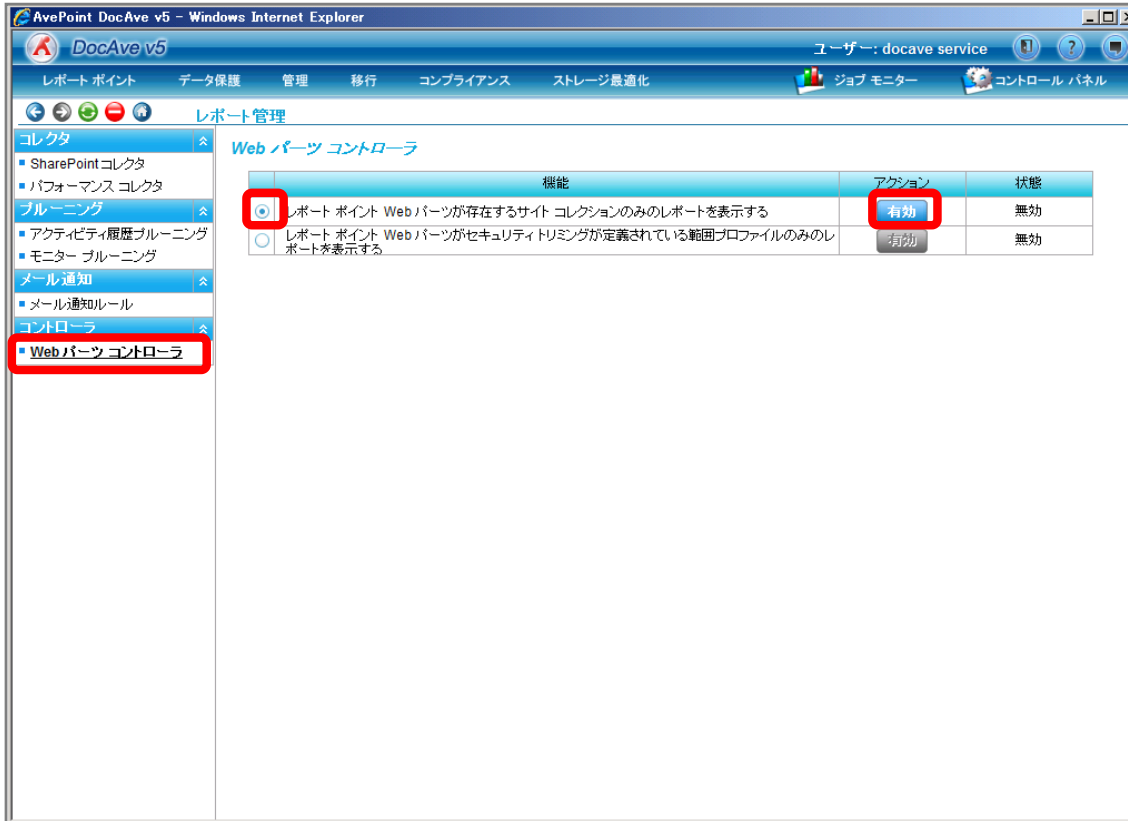 AvePoint DocAve v5 - Windows Internet Explorer
DocAve v5
ユーザー: docave service
レポート ポイント データ保護 管理 移行 コンプライアンス ストレージ最適化 ジョブ モニター コントロール パネル
レポート管理
コレクタ
SharePointコレクタ
パフォーマンス コレクタ
プルーニング
アクティビティ履歴プルーニング
モニター プルーニング
メール通知
メール通知ルール
コントローラ
Web パーツ コントローラ
Web パーツ コントローラ
機能 アクション 状態
レポート ポイント Web パーツが存在するサイト コレクションのみのレポートを表示する 有効 無効
レポート ポイント Web パーツがセキュリティトリミングが定義されている範囲プロファイルのみのレ
ポートを表示する 有効 無効